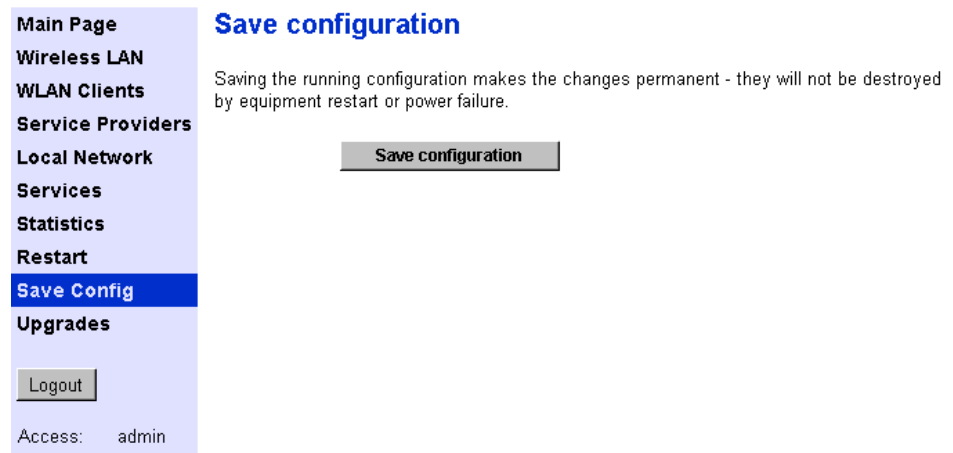 Main Page
Wireless LAN
WLAN Clients
Service Providers
Local Network
Services
Statistics
Restart
Save Config
Upgrades
Logout
Access: admin
Save configuration
Saving the running configuration makes the changes permanent - they will not be destroyed
by equipment restart or power failure.
Save configuration